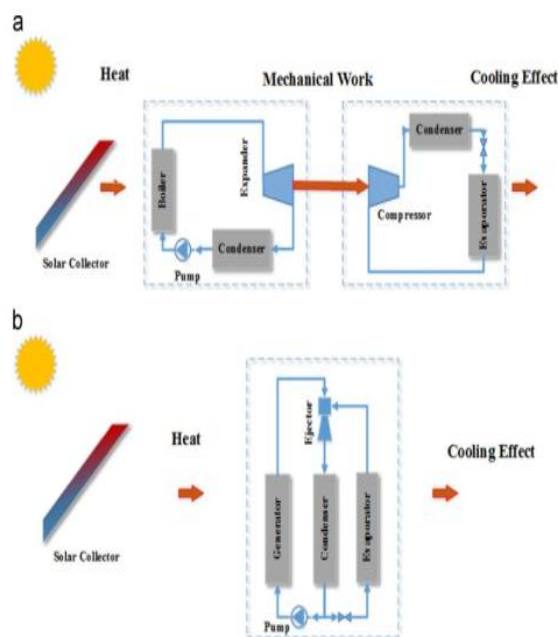 a
Heat
Mechanical Work
Cooling Effect
Solar Collector
Boiler
Expander
Condenser
Pump
Condenser
Compressor
Evaporator
b
Heat
Cooling Effect
Solar Collector
Ejector
Generator
Condenser
Evaporator
Pump